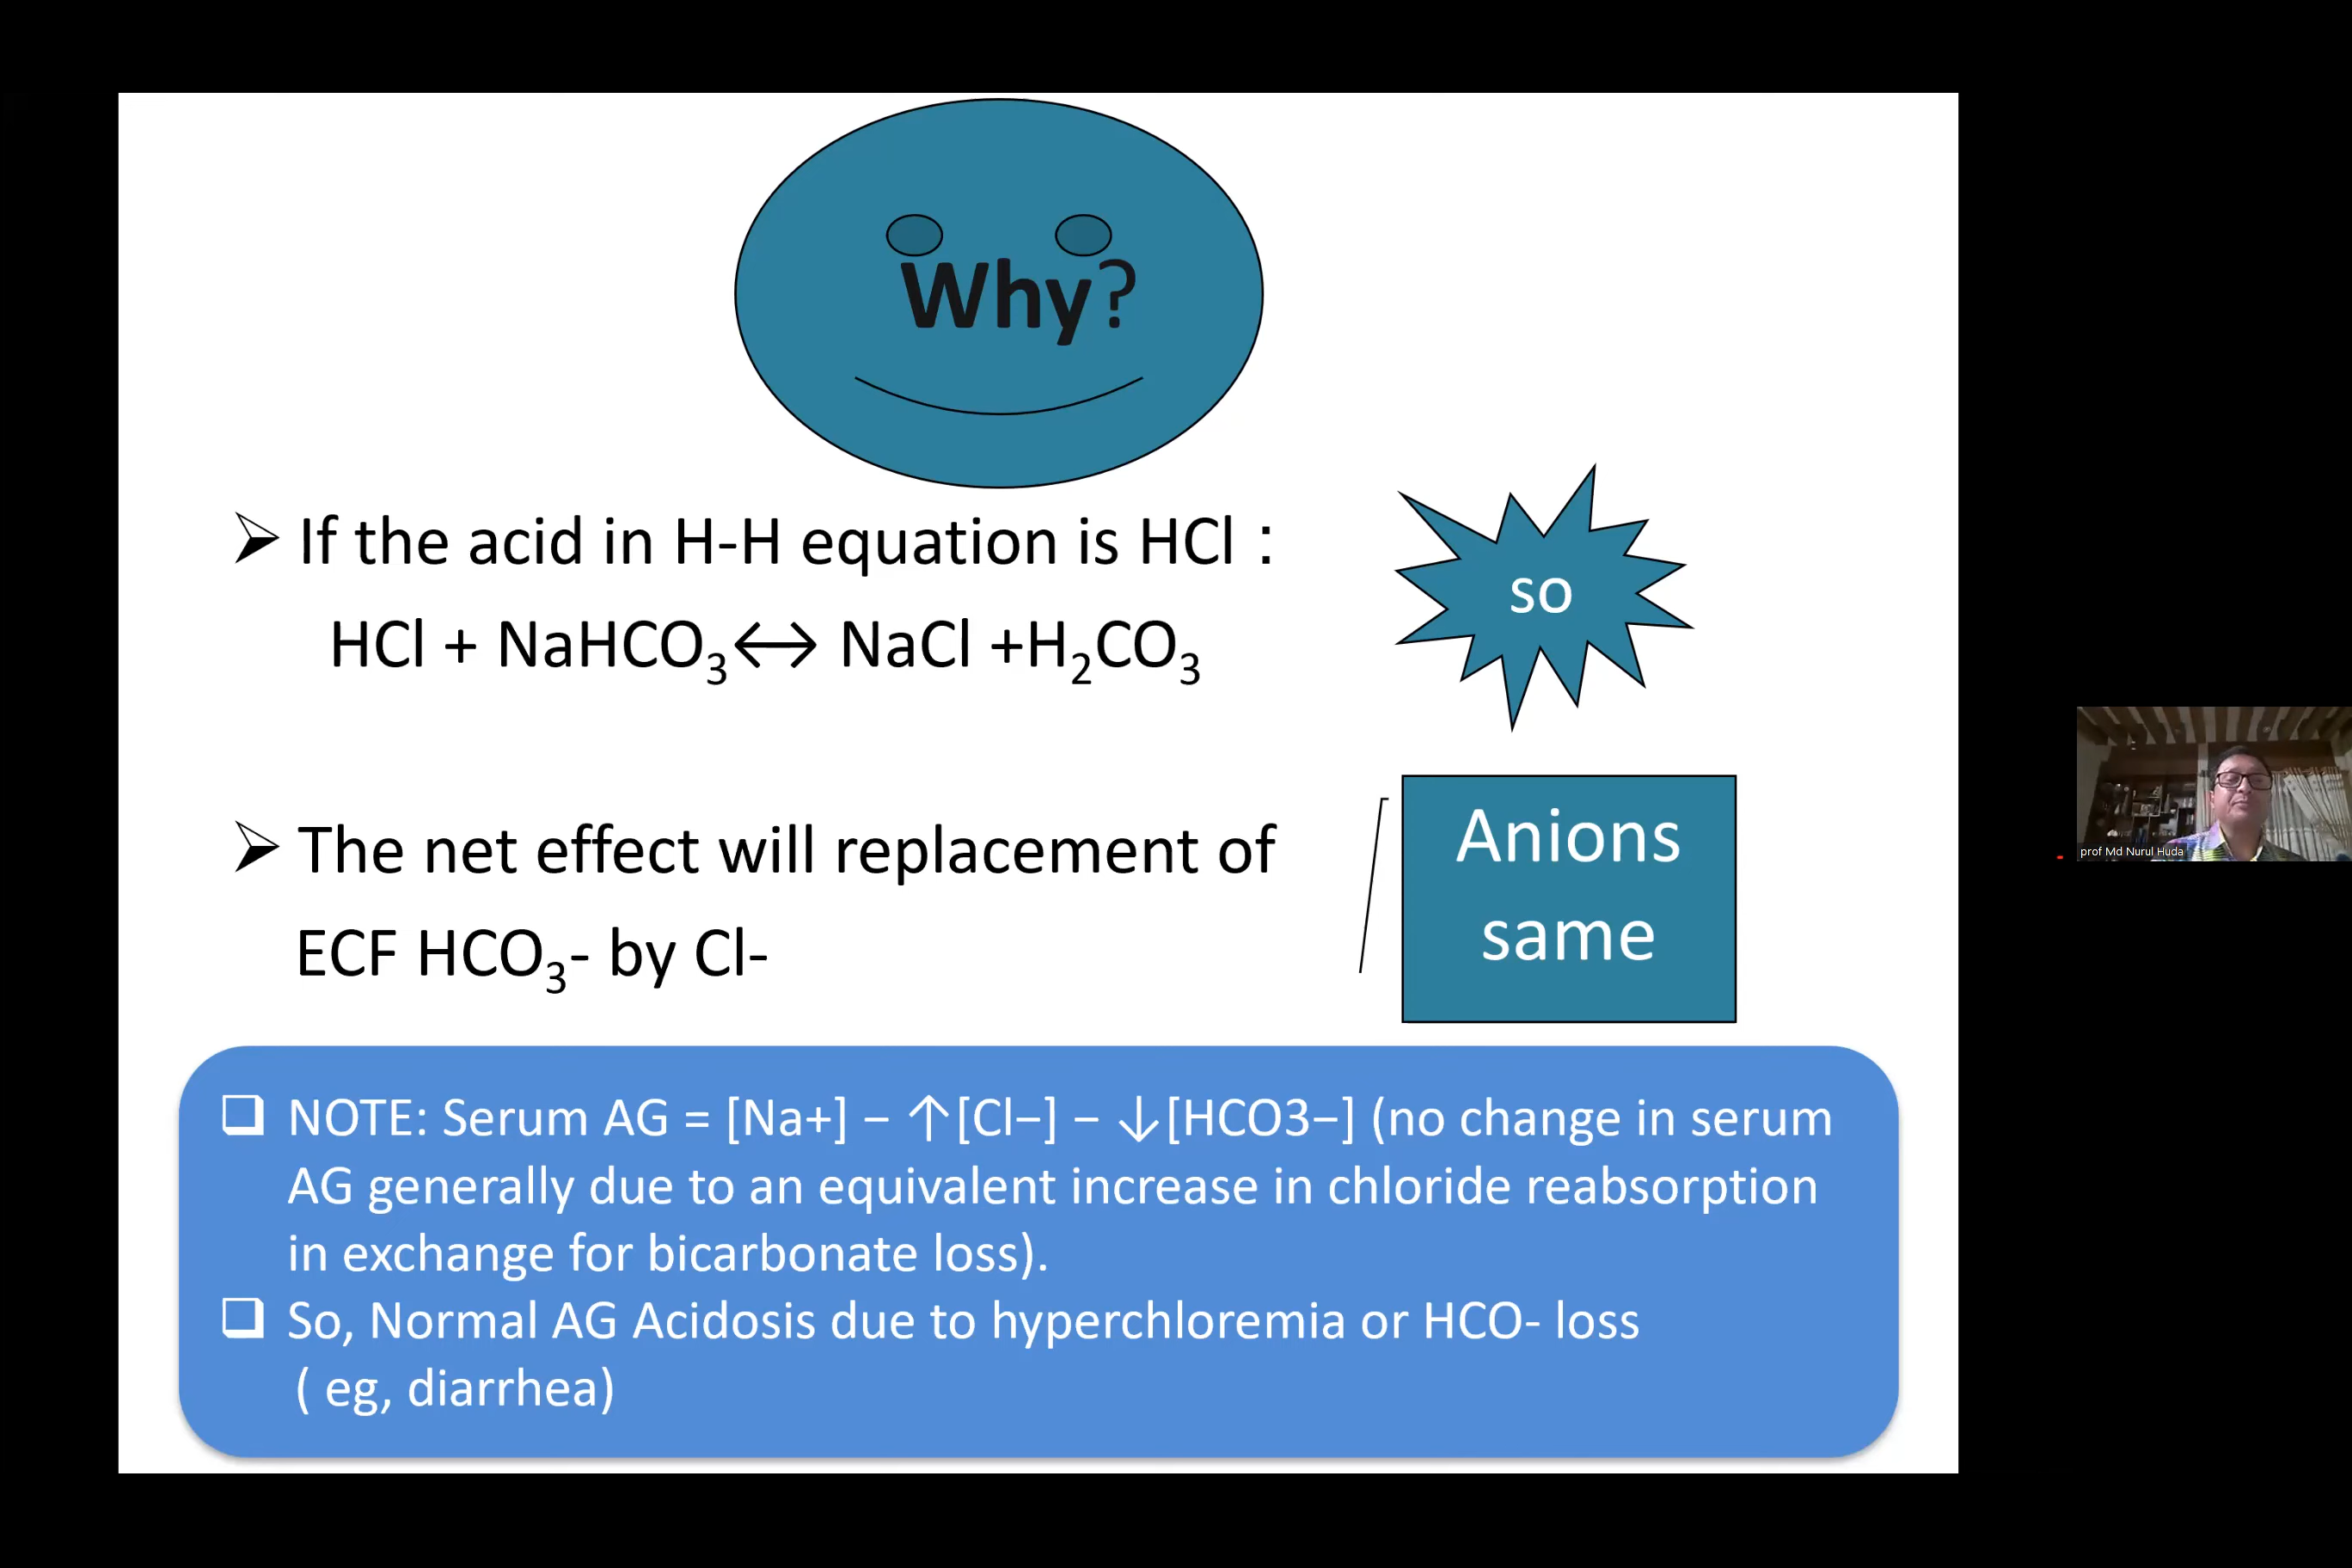 Why?
If the acid in H-H equation is HCl :
HCl + NaHCO₃↔ NaCl +H₂CO₃
so
The net effect will replacement of
ECF HCO₃- by Cl-
Anions
same
NOTE: Serum AG = [Na+] − ↑[Cl−] − ↓[HCO3−] (no change in serum
AG generally due to an equivalent increase in chloride reabsorption
in exchange for bicarbonate loss).
So, Normal AG Acidosis due to hyperchloremia or HCO- loss
( eg, diarrhea)
prof Md Nurul Huda